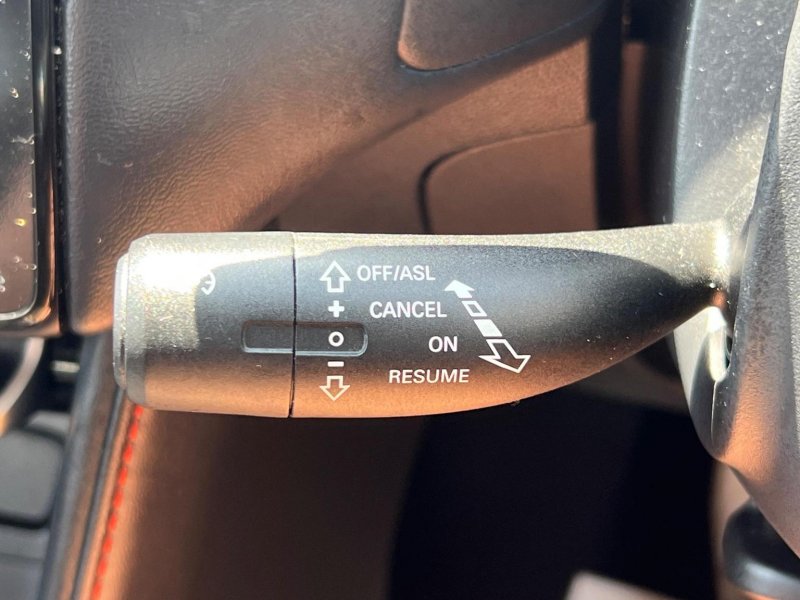 OFF/ASL
+ CANCEL
O ON
− RESUME